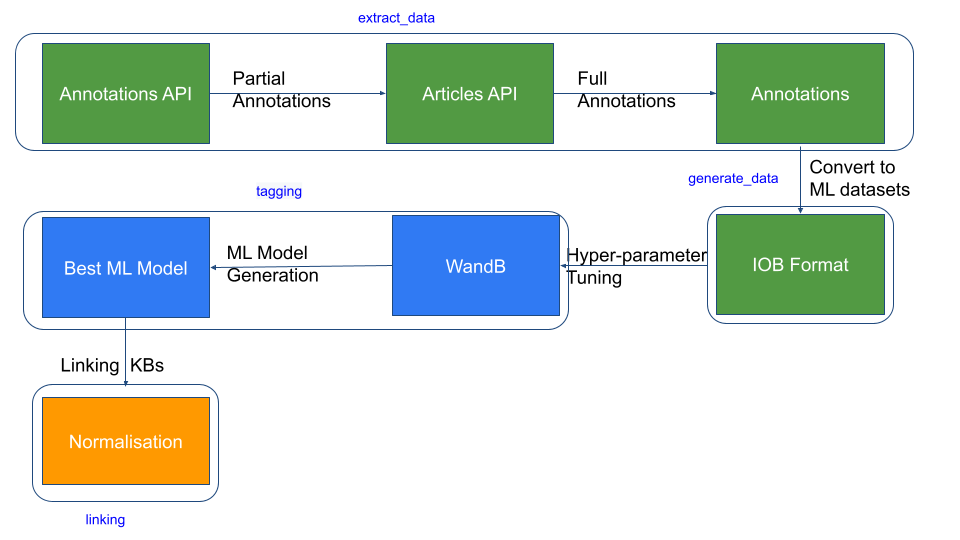 extract_data
Annotations API
Partial
Annotations
Articles API
Full
Annotations
Annotations
Convert to
ML datasets
generate_data
tagging
Best ML Model
ML Model
Generation
WandB
Hyper-parameter
Tuning
IOB Format
Linking KBs
Normalisation
linking